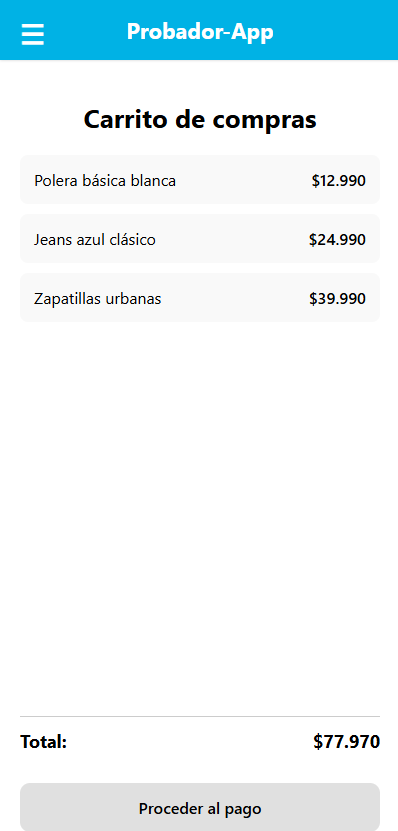 Probador-App
Carrito de compras
Polera básica blanca $12.990
Jeans azul clásico $24.990
Zapatillas urbanas $39.990
Total: $77.970
Proceder al pago